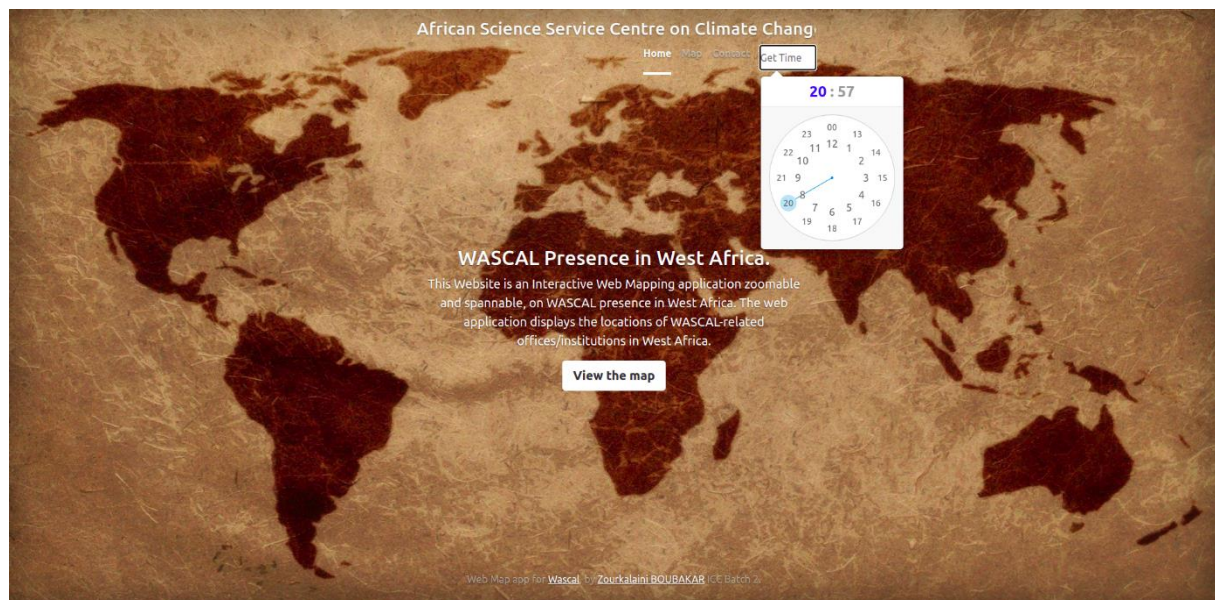 African Science Service Centre on Climate Chang
Home Map Contact Get Time
20 : 57
00
23 13
12
11 1
22 14
10 2
21 9 3 15
8 4
20 16
7 5
6
19 17
18
WASCAL Presence in West Africa.
This Website is an Interactive Web Mapping application zoomable
and spannable, on WASCAL presence in West Africa. The web
application displays the locations of WASCAL-related
offices/institutions in West Africa.
View the map
Web Map app for Wascal, by Zourkalaini BOUBAKAR ICE Batch 2.